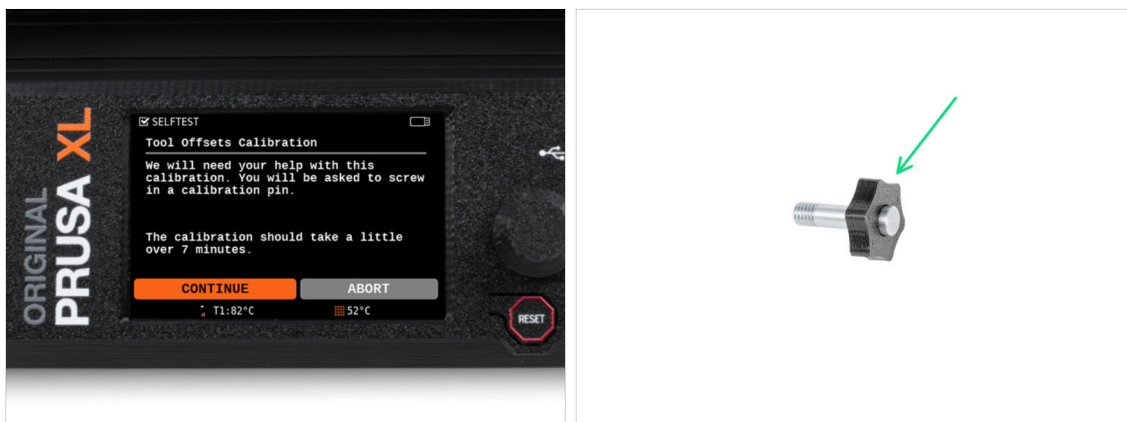 ORIGINAL
PRUSA XL
SELFTEST
Tool Offsets Calibration
We will need your help with this
calibration. You will be asked to screw
in a calibration pin.
The calibration should take a little
over 7 minutes.
CONTINUE
ABORT
T1:82°C
52°C
RESET